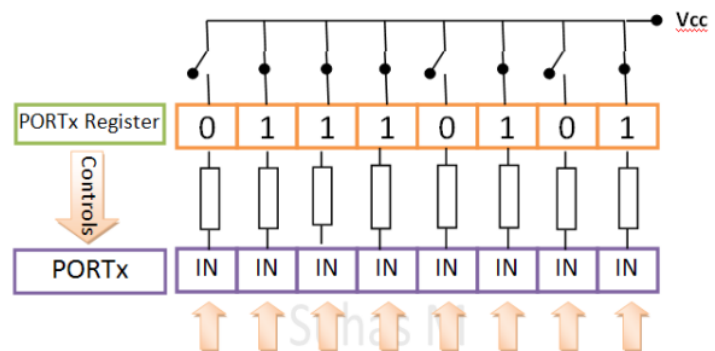 Vcc
PORTx Register 0 1 1 1 0 1 0 1
Controls
PORTx IN IN IN IN IN IN IN IN
Suhas M